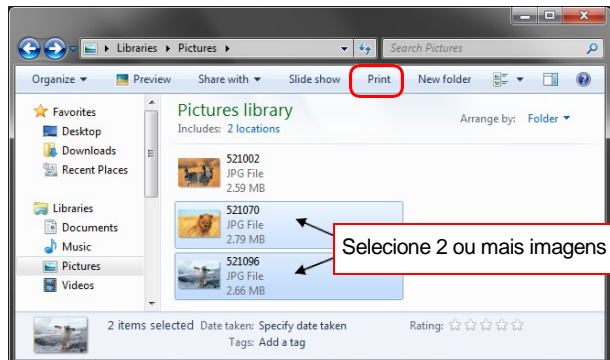 Libraries ▸ Pictures ▸
Search Pictures
Organize ▾ Preview Share with ▾ Slide show Print New folder
Favorites
Desktop
Downloads
Recent Places
Libraries
Documents
Music
Pictures
Videos
Pictures library
Includes: 2 locations
Arrange by: Folder ▾
521002
JPG File
2.59 MB
521070
JPG File
2.79 MB
521096
JPG File
2.66 MB
Selecione 2 ou mais imagens
2 items selected Date taken: Specify date taken
Tags: Add a tag
Rating: ☆☆☆☆☆